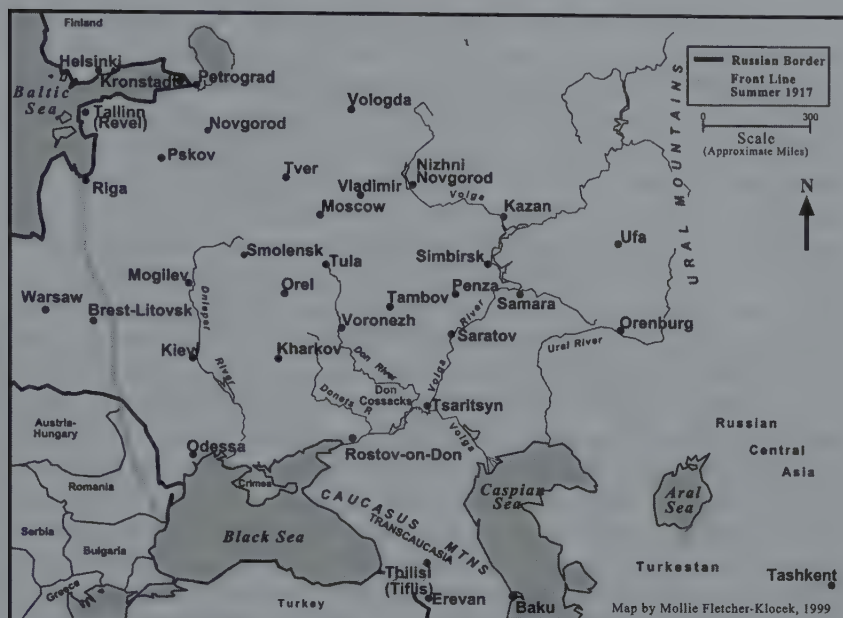 Finland
Helsinki
Kronstadt
Petrograd
Baltic
Sea
Tallinn
(Revel)
Novgorod
Pskov
Riga
Vologda
Tver
Vladimir
Moscow
Nizhni
Novgorod
Volga
Kazan
Ufa
URAL MOUNTAINS
Russian Border
Front Line
Summer 1917
0
300
Scale
(Approximate Miles)
N
Smolensk
Tula
Simbirsk
Mogilev
Orel
Penza
Samara
Tambov
Warsaw
Brest-Litovsk
Dnieper
River
Voronezh
Saratov
Volga
River
Orenburg
Ural River
Kiev
Kharkov
Don River
Donets R
Don
Cossacks
Tsaritsyn
Volga
Austria-
Hungary
Odessa
Rostov-on-Don
Crimea
Romania
Serbia
Bulgaria
Greece
Black Sea
CAUCASUS MTNS
TRANSCAUCASIA
Caspian
Sea
Aral
Sea
Russian
Central
Asia
Turkestan
Tashkent
Turkey
Tbilisi
(Tiflis)
Erevan
Baku
Map by Mollie Fletcher-Klocek, 1999